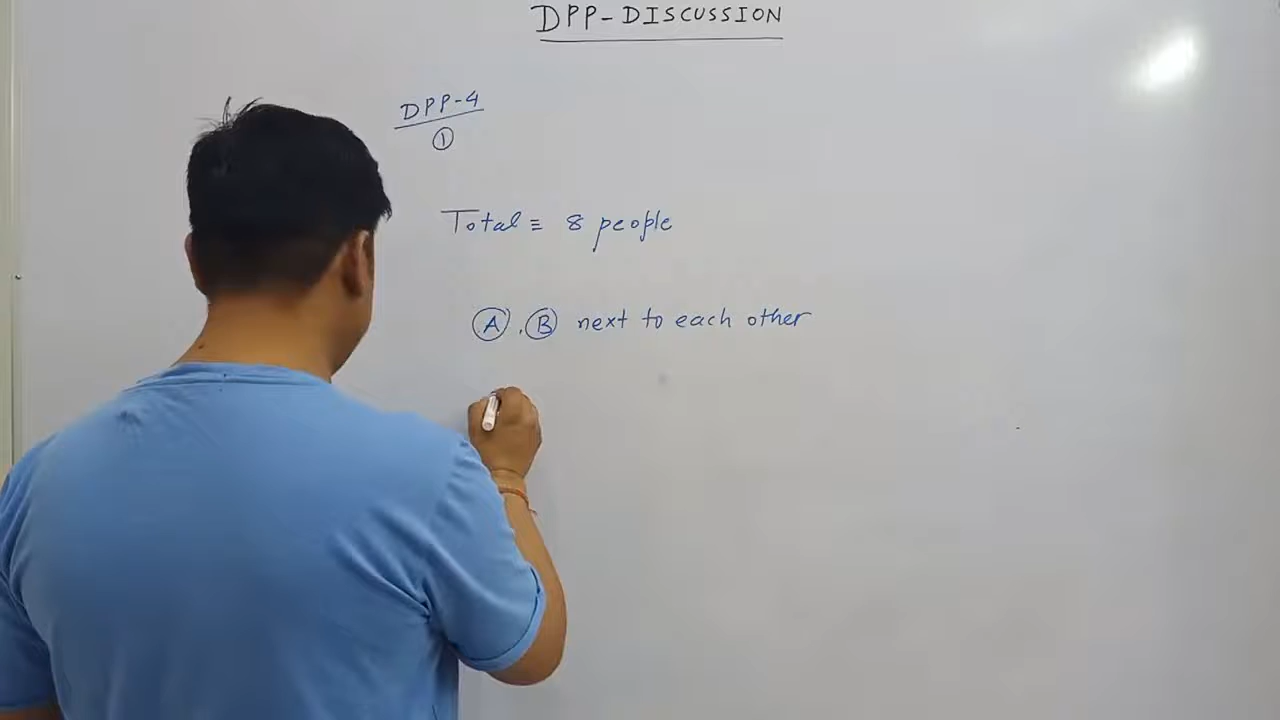 DPP-DISCUSSION
DPP-4
①
Total ≡ 8 people
Ⓐ, Ⓑ next to each other